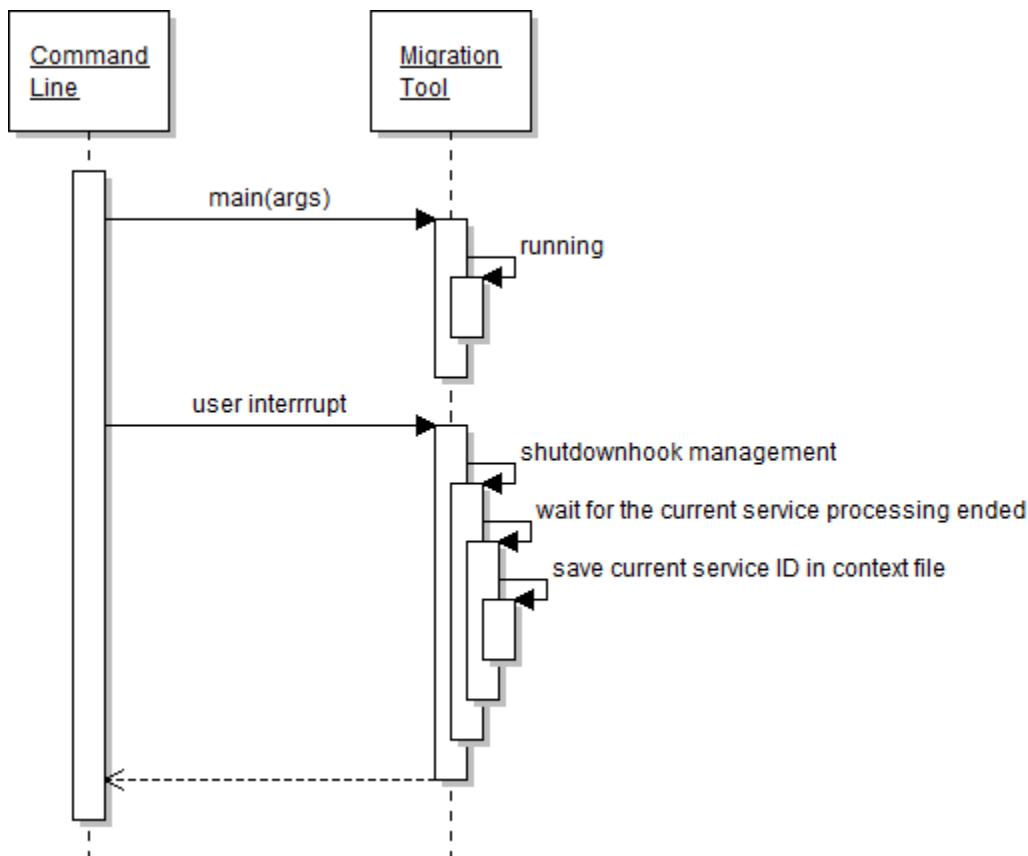 Command
Line
Migration
Tool
main(args)
running
user interrrupt
shutdownhook management
wait for the current service processing ended
save current service ID in context file